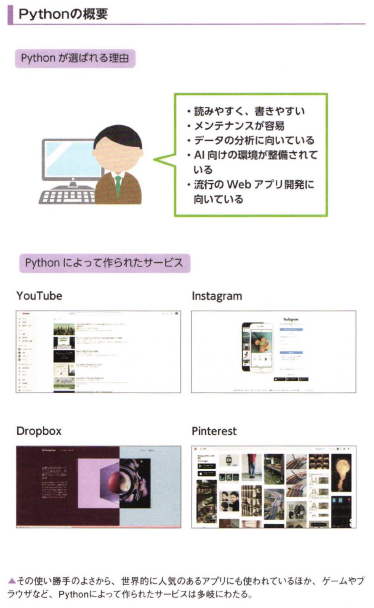 Pythonの概要
Python が選ばれる理由
・読みやすく、書きやすい
・メンテナンスが容易
・データの分析に向いている
・AI 向けの環境が整備されて
いる
・流行の Web アプリ開発に
向いている
Python によって作られたサービス
YouTube
Instagram
Instagram
Dropbox
Pinterest
▲その使い勝手のよさから、世界的に人気のあるアプリにも使われているほか、ゲームやブ
ラウザなど、Pythonによって作られたサービスは多岐にわたる。